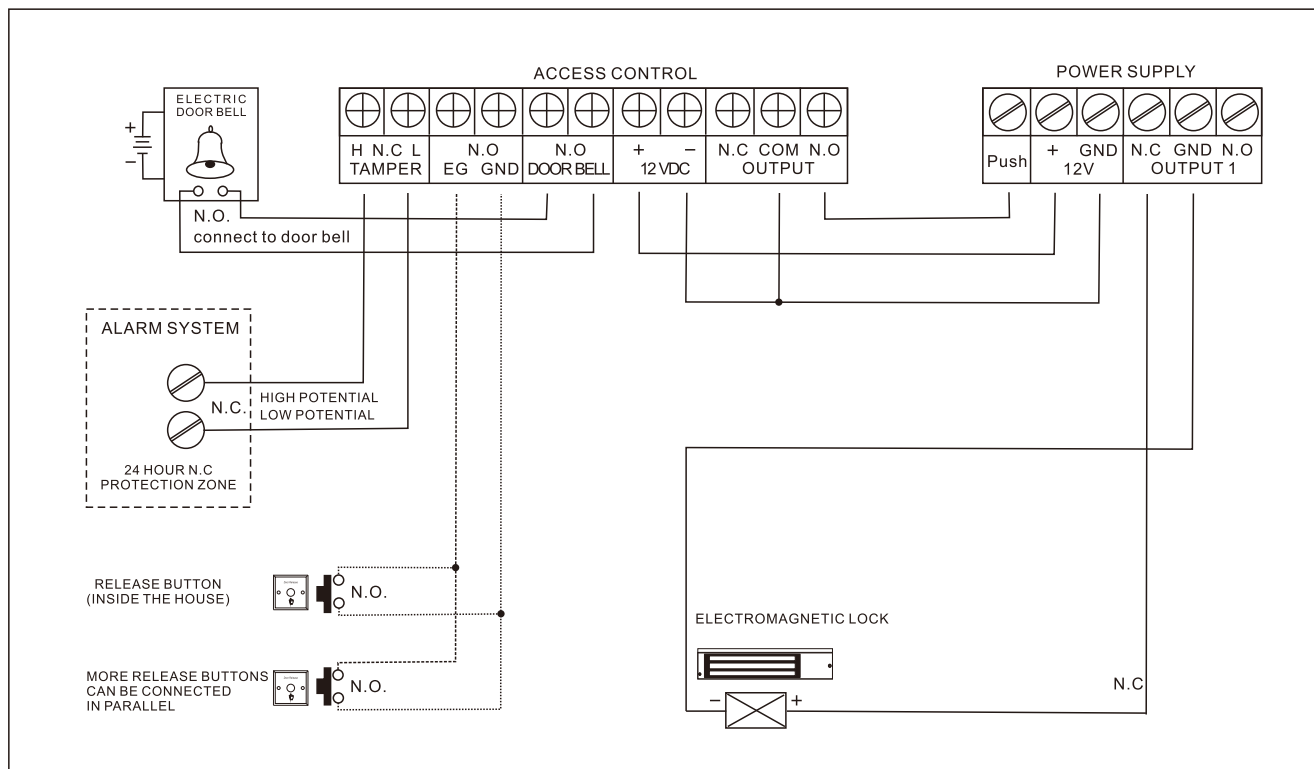 ACCESS CONTROL
POWER SUPPLY
ELECTRIC
DOOR BELL
+
−
H N.C L
TAMPER
N.O
EG GND
N.O
DOOR BELL
+ −
12 VDC
N.C COM N.O
OUTPUT
Push
+ GND
12V
N.C GND N.O
OUTPUT 1
N.O.
connect to door bell
ALARM SYSTEM
N.C.
HIGH POTENTIAL
LOW POTENTIAL
24 HOUR N.C
PROTECTION ZONE
RELEASE BUTTON
(INSIDE THE HOUSE)
N.O.
MORE RELEASE BUTTONS
CAN BE CONNECTED
IN PARALLEL
N.O.
ELECTROMAGNETIC LOCK
− +
N.C